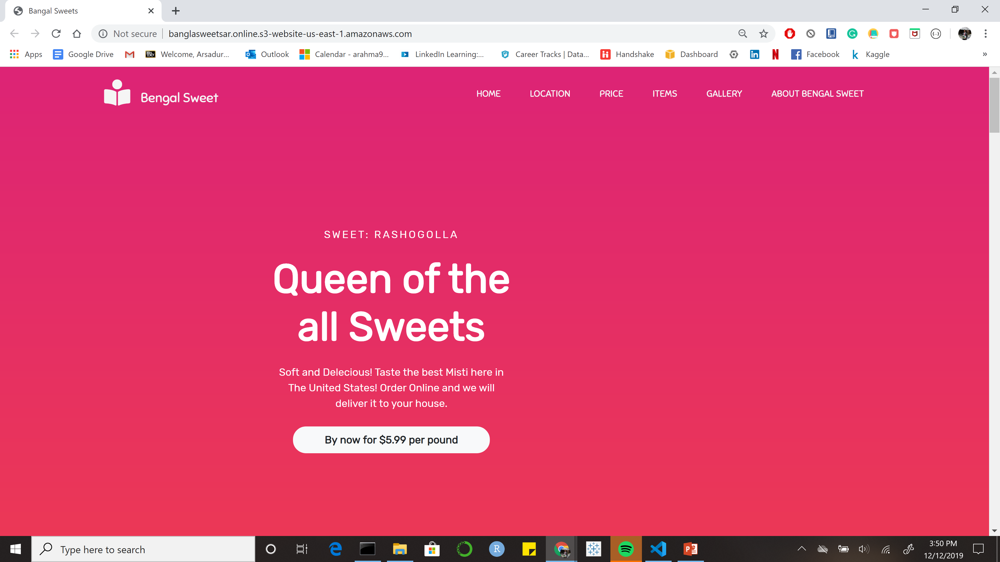 Bangal Sweets
Not secure banglasweetsar.online.s3-website-us-east-1.amazonaws.com
Apps Google Drive Bb Welcome, Arsadur... Outlook Calendar - arahma9... LinkedIn Learning:... Career Tracks | Data... Handshake Dashboard in N Facebook k Kaggle »
Bengal Sweet
HOME LOCATION PRICE ITEMS GALLERY ABOUT BENGAL SWEET
SWEET: RASHOGOLLA
Queen of the
all Sweets
Soft and Delecious! Taste the best Misti here in
The United States! Order Online and we will
deliver it to your house.
By now for $5.99 per pound
Type here to search
3:50 PM
12/12/2019